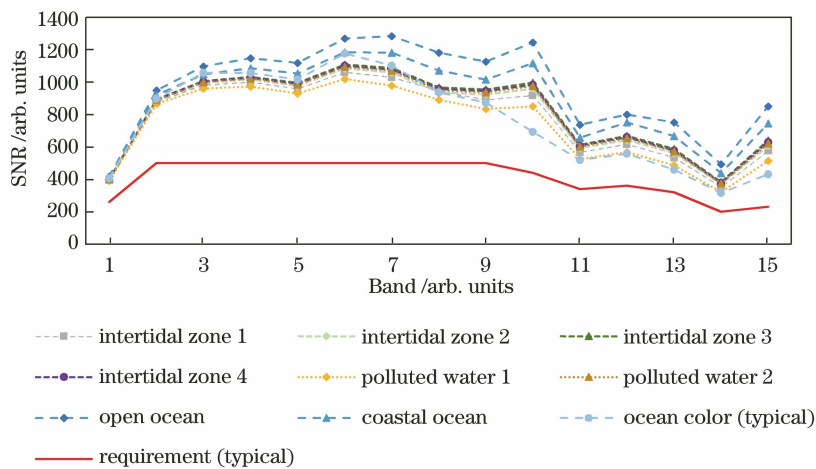 1400
1200
1000
800
600
400
200
0
SNR /arb. units
1 3 5 7 9 11 13 15
Band /arb. units
intertidal zone 1 intertidal zone 2 intertidal zone 3
intertidal zone 4 polluted water 1 polluted water 2
open ocean coastal ocean ocean color (typical)
requirement (typical)